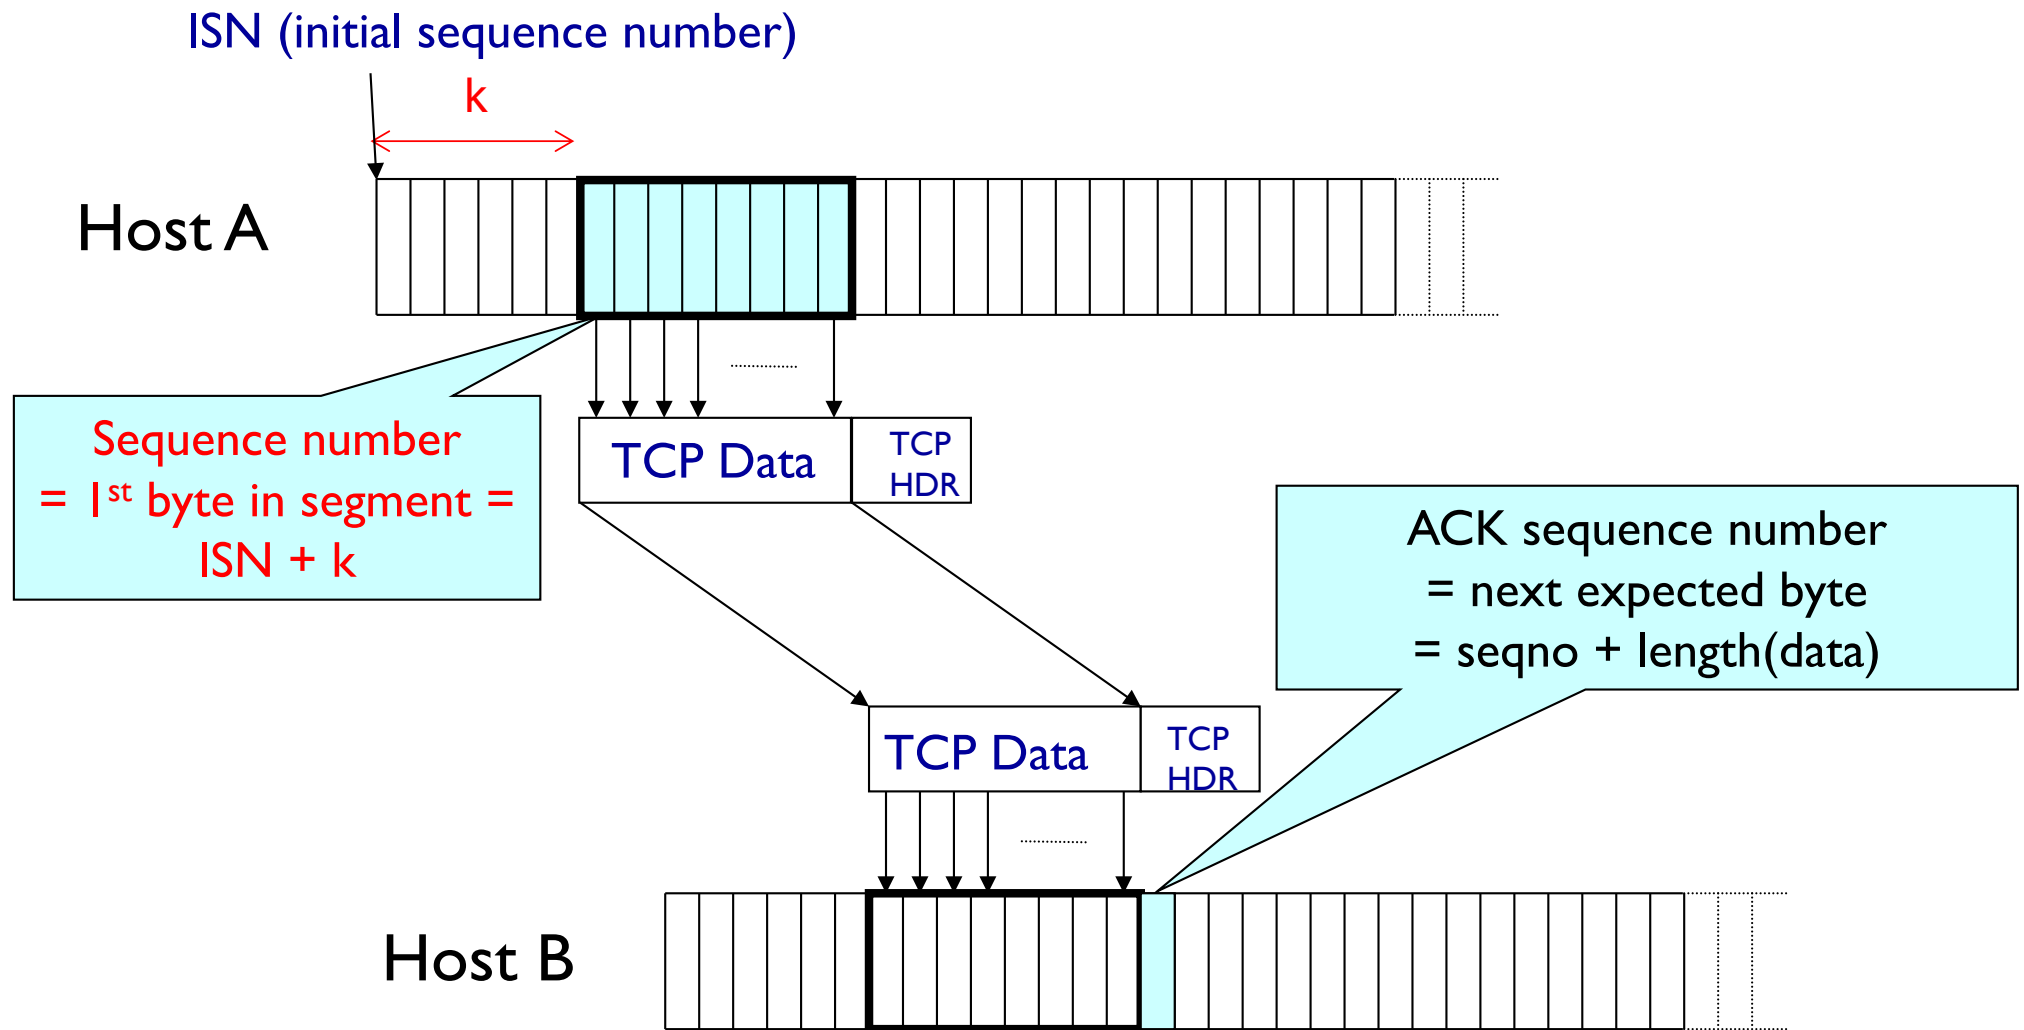 ISN (initial sequence number)
k
Host A
Sequence number
= 1st byte in segment =
ISN + k
TCP Data
TCP
HDR
ACK sequence number
= next expected byte
= seqno + length(data)
TCP Data
TCP
HDR
Host B